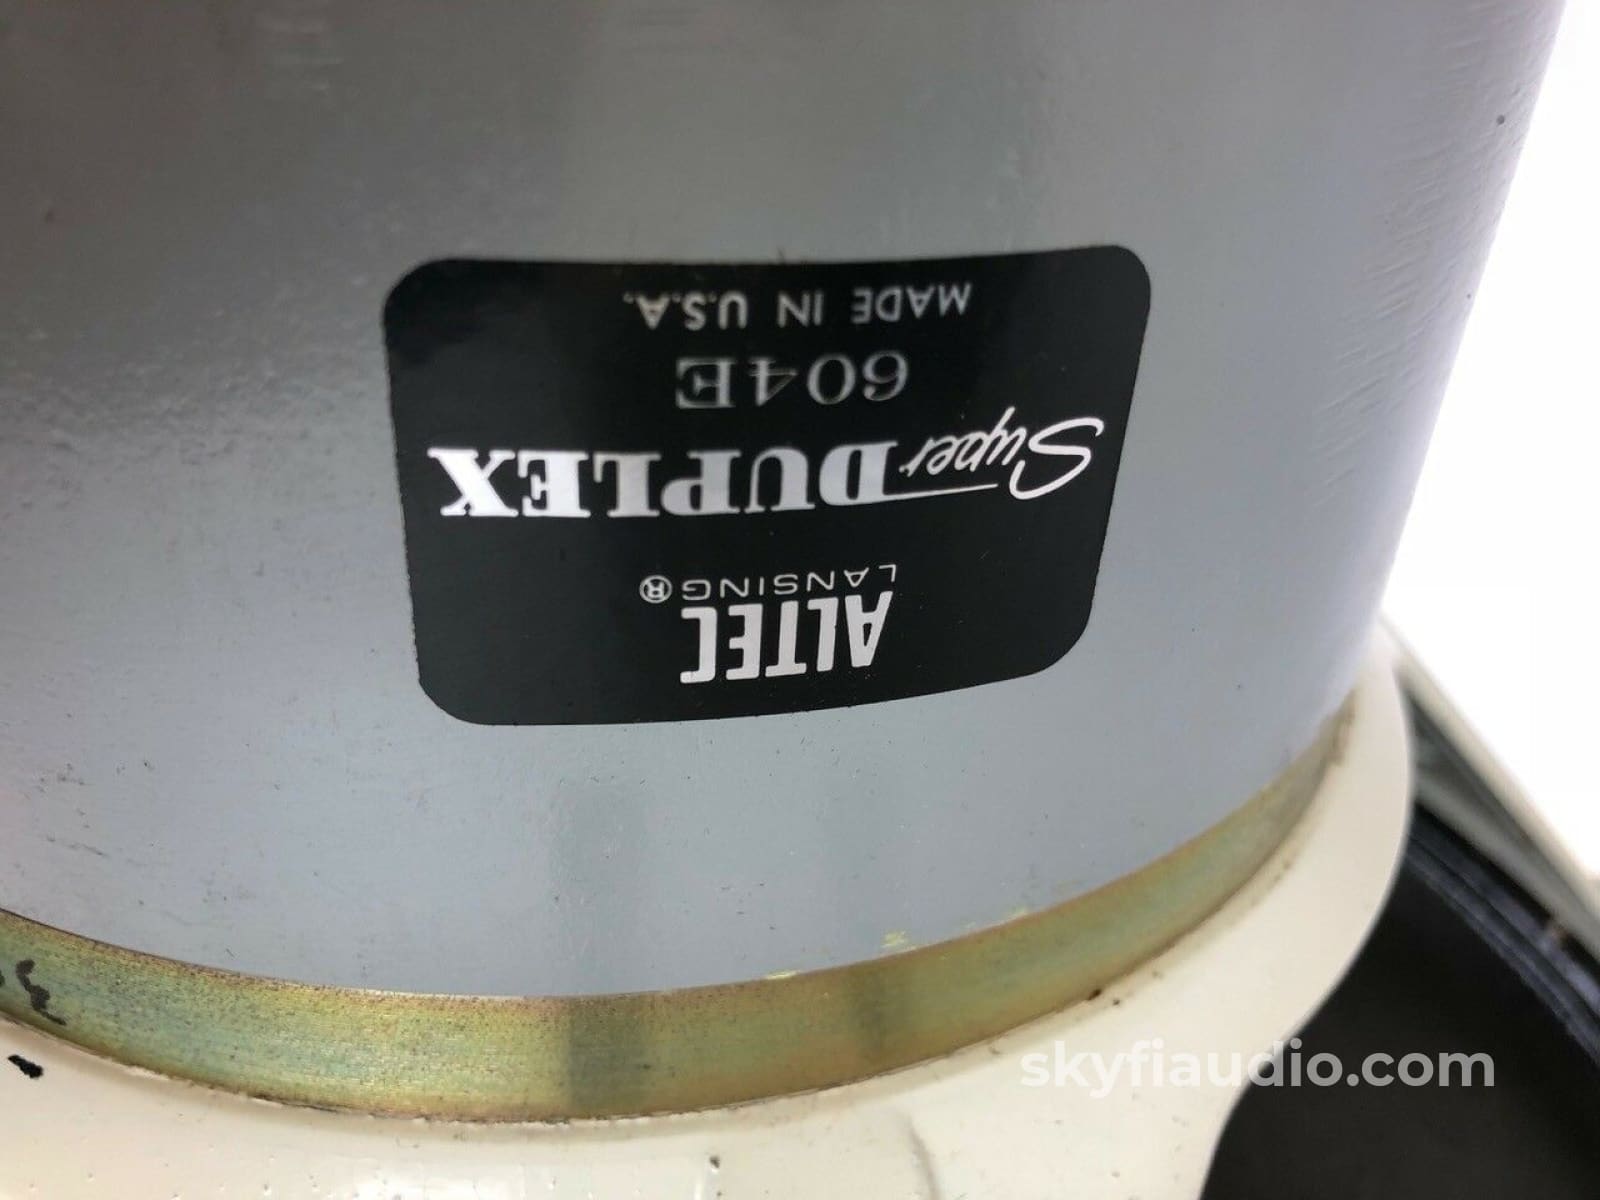 ALTEC
LANSING®
Super DUPLEX
604E
MADE IN U.S.A.
skyfiaudio.com